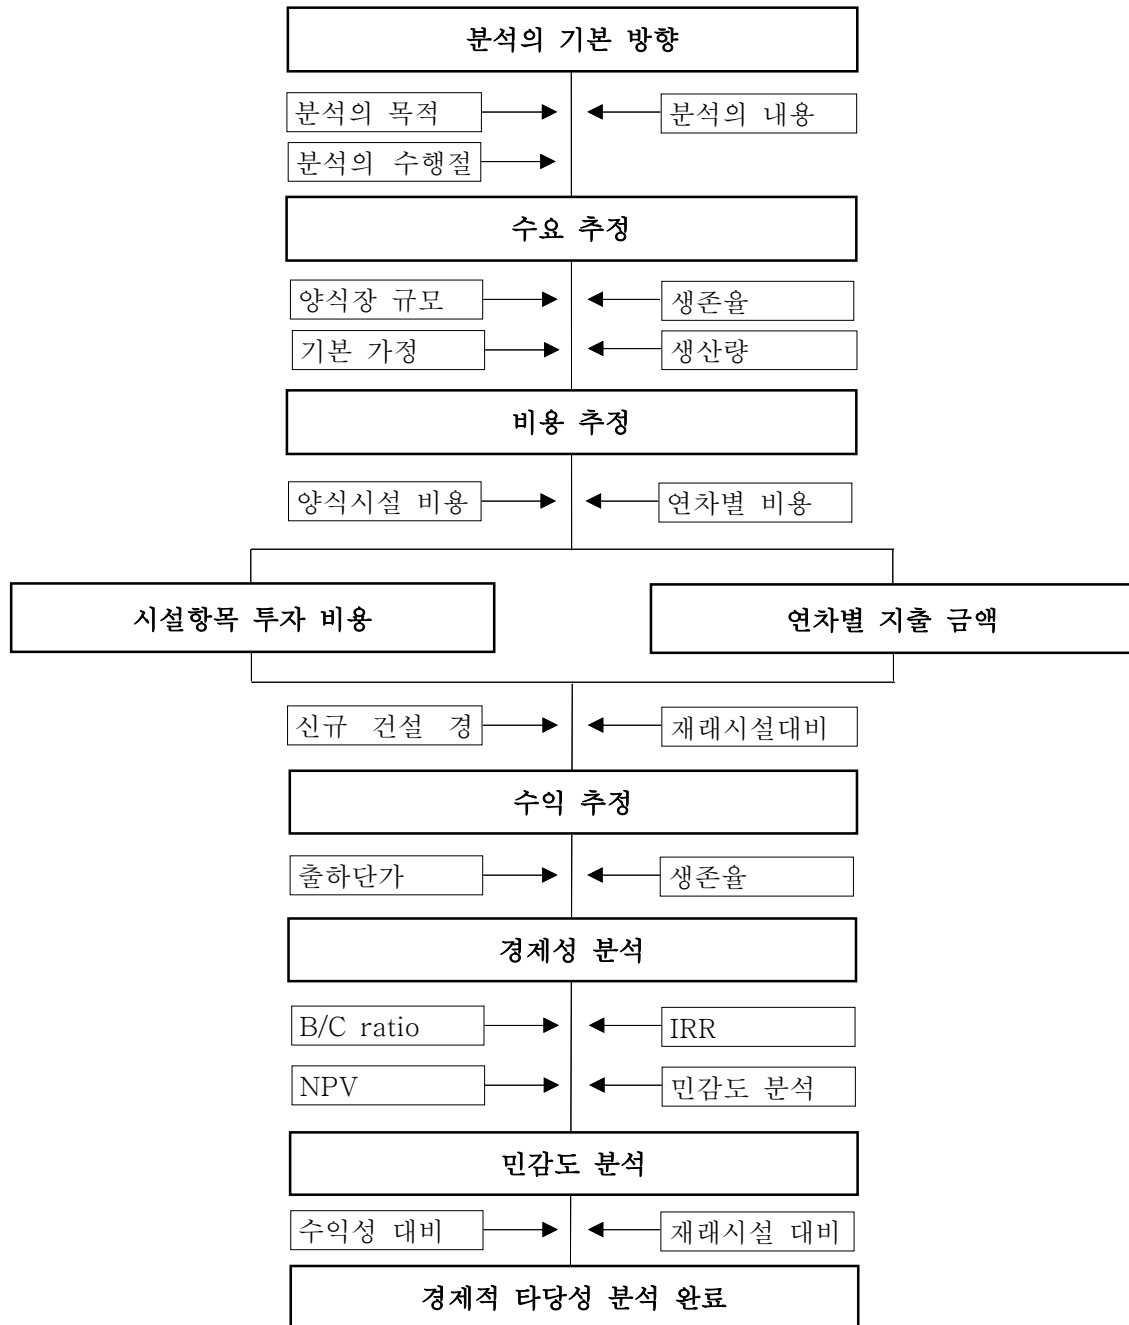 분석의 기본 방향
분석의 목적
분석의 내용
분석의 수행절
수요 추정
양식장 규모
생존율
기본 가정
생산량
비용 추정
양식시설 비용
연차별 비용
시설항목 투자 비용
연차별 지출 금액
신규 건설 경
재래시설대비
수익 추정
출하단가
생존율
경제성 분석
B/C ratio
IRR
NPV
민감도 분석
민감도 분석
수익성 대비
재래시설 대비
경제적 타당성 분석 완료